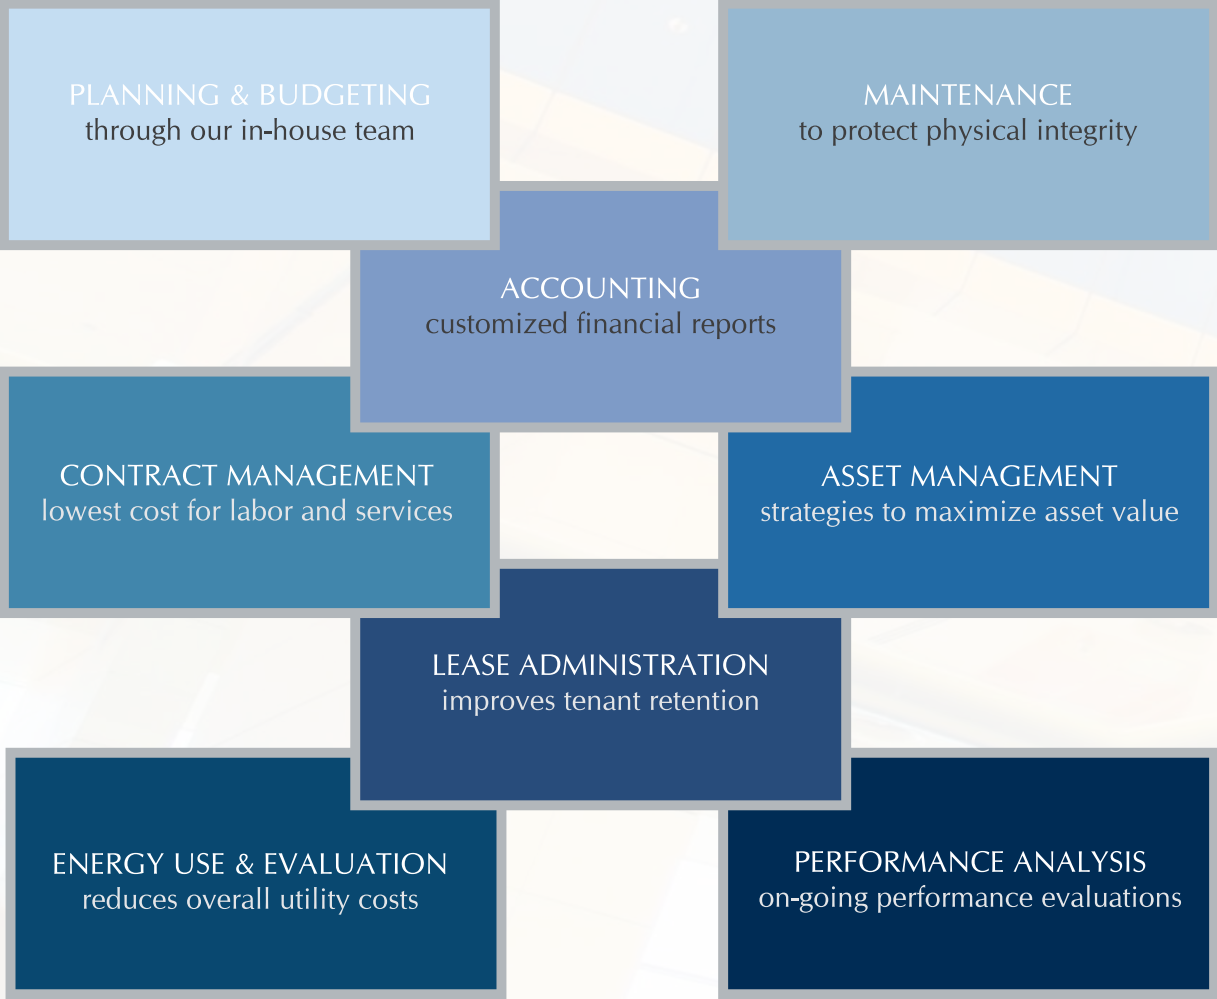 PLANNING & BUDGETING
through our in-house team
MAINTENANCE
to protect physical integrity
ACCOUNTING
customized financial reports
CONTRACT MANAGEMENT
lowest cost for labor and services
ASSET MANAGEMENT
strategies to maximize asset value
LEASE ADMINISTRATION
improves tenant retention
ENERGY USE & EVALUATION
reduces overall utility costs
PERFORMANCE ANALYSIS
on-going performance evaluations